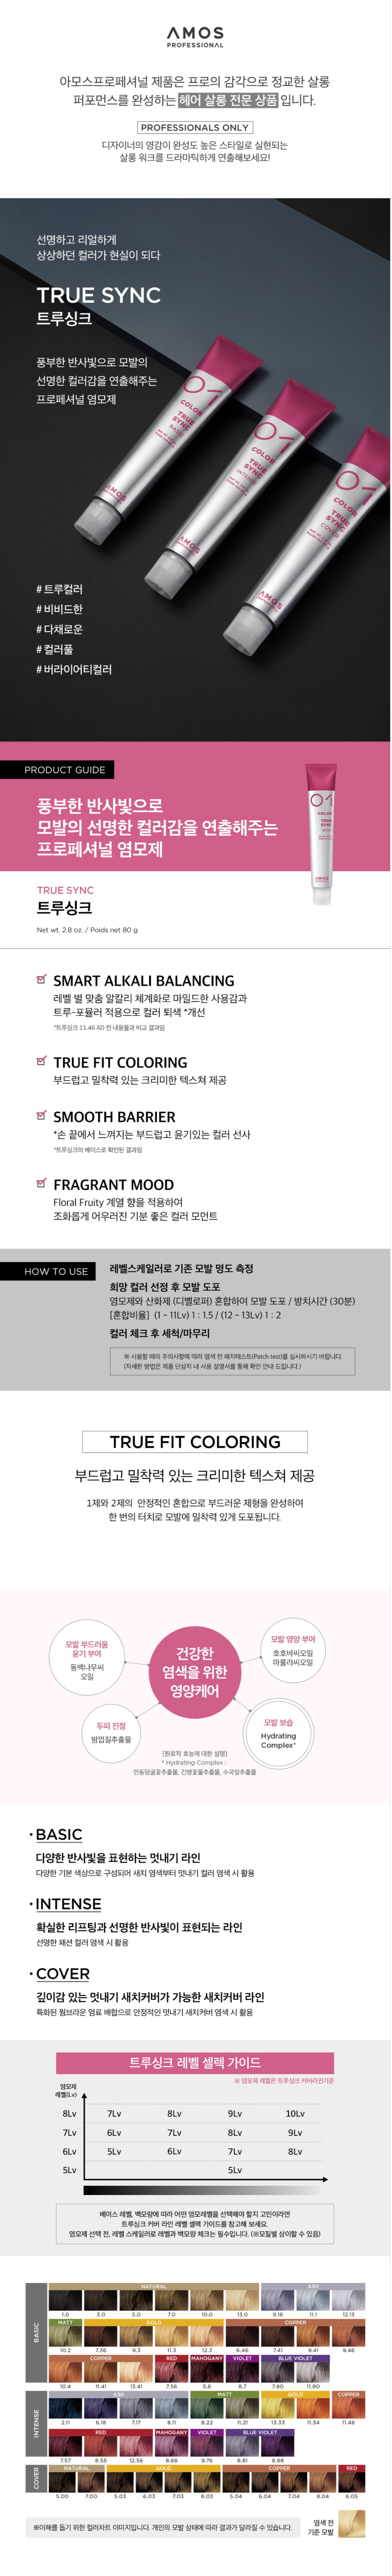 AMOS
PROFESSIONAL
아모스프로페셔널 제품은 프로의 감각으로 정교한 살롱
퍼포먼스를 완성하는 헤어 살롱 전문 상품 입니다.
PROFESSIONALS ONLY
디자이너의 영감이 완성도 높은 스타일로 실현되는
살롱 워크를 드라마틱하게 연출해보세요!
선명하고 리얼하게
상상하던 컬러가 현실이 되다
TRUE SYNC
트루싱크
풍부한 반사빛으로 모발의
선명한 컬러감을 연출해주는
프로페셔널 염모제
01
COLOR
TRUE
SYNC
AMOS
01
COLOR
TRUE
SYNC
INTENSE
AMOS
01
COLOR
TRUE
SYNC
COVER
AMOS
# 트루컬러
# 비비드한
# 다채로운
# 컬러풀
# 버라이어티컬러
PRODUCT GUIDE
풍부한 반사빛으로
모발의 선명한 컬러감을 연출해주는
프로페셔널 염모제
01
COLOR
TRUE
SYNC
AMOS
TRUE SYNC
트루싱크
Net wt. 2.8 oz. / Poids net 80 g
SMART ALKALI BALANCING
레벨 별 맞춤 알칼리 체계화로 마일드한 사용감과
트루-포뮬러 적용으로 컬러 퇴색 *개선
*트루싱크 11.46 AD 전 내용물과 비교 결과임
TRUE FIT COLORING
부드럽고 밀착력 있는 크리미한 텍스쳐 제공
SMOOTH BARRIER
*손 끝에서 느껴지는 부드럽고 윤기있는 컬러 선사
*트루싱크의 베이스로 확인된 결과임
FRAGRANT MOOD
Floral Fruity 계열 향을 적용하여
조화롭게 어우러진 기분 좋은 컬러 모먼트
HOW TO USE
레벨스케일러로 기존 모발 명도 측정
희망 컬러 선정 후 모발 도포
염모제와 산화제 (디벨로퍼) 혼합하여 모발 도포 / 방치시간 (30분)
[혼합비율] (1 - 11Lv) 1 : 1.5 / (12 - 13Lv) 1 : 2
컬러 체크 후 세척/마무리
※ 사용할 때의 주의사항에 따라 염색 전 패치테스트(Patch test)를 실시하시기 바랍니다.
(자세한 방법은 제품 단상자 내 사용 설명서를 통해 확인 안내 드립니다.)
TRUE FIT COLORING
부드럽고 밀착력 있는 크리미한 텍스쳐 제공
1제와 2제의 안정적인 혼합으로 부드러운 제형을 완성하여
한 번의 터치로 모발에 밀착력 있게 도포됩니다.
모발 부드러움
윤기 부여
동백나무씨
오일
건강한
염색을 위한
영양케어
모발 영양 부여
호호바씨오일
마룰라씨오일
두피 진정
밤껍질추출물
모발 보습
Hydrating
Complex*
[원료적 효능에 대한 설명]
* Hydrating Complex :
인동덩굴꽃추출물, 긴병꽃풀추출물, 수국잎추출물
· BASIC
다양한 반사빛을 표현하는 멋내기 라인
다양한 기본 색상으로 구성되어 새치 염색부터 멋내기 컬러 염색 시 활용
· INTENSE
확실한 리프팅과 선명한 반사빛이 표현되는 라인
선명한 패션 컬러 염색 시 활용
· COVER
깊이감 있는 멋내기 새치커버가 가능한 새치커버 라인
특화된 웜브라운 염료 배합으로 안정적인 멋내기 새치커버 염색 시 활용
트루싱크 레벨 셀렉 가이드
※ 염모제 레벨은 트루싱크 커버라인기준
염모제
레벨(Lv)
8Lv 7Lv 8Lv 9Lv 10Lv
7Lv 6Lv 7Lv 8Lv 9Lv
6Lv 5Lv 6Lv 7Lv 8Lv
5Lv 5Lv
베이스 레벨, 백모량에 따라 어떤 염모레벨을 선택해야 할지 고민이라면
트루싱크 커버 라인 레벨 셀렉 가이드를 참고해 보세요.
염모제 선택 전, 레벨 스케일러로 레벨과 백모량 체크는 필수입니다. (※모질별 상이할 수 있음)
BASIC
NATURAL ASH
1.0 3.0 5.0 7.0 10.0 13.0 9.18 11.1 12.13
MATT GOLD COPPER
10.2 7.36 9.3 11.3 12.3 6.46 7.41 9.41 9.46
COPPER RED MAHOGANY VIOLET BLUE VIOLET
10.4 11.41 13.41 7.56 5.6 8.7 7.80 11.80
INTENSE
ASH MATT GOLD COPPER
2.11 6.18 7.17 8.11 8.22 11.21 13.33 11.34 11.46
RED MAHOGANY VIOLET BLUE VIOLET
7.57 8.55 12.56 8.68 9.76 8.81 8.88
COVER
NATURAL GOLD COPPER RED
5.00 7.00 5.03 6.03 7.03 8.03 5.04 6.04 7.04 8.04 6.05
※이해를 돕기 위한 컬러차트 이미지입니다. 개인의 모발 상태에 따라 결과가 달라질 수 있습니다.
염색 전
기준 모발